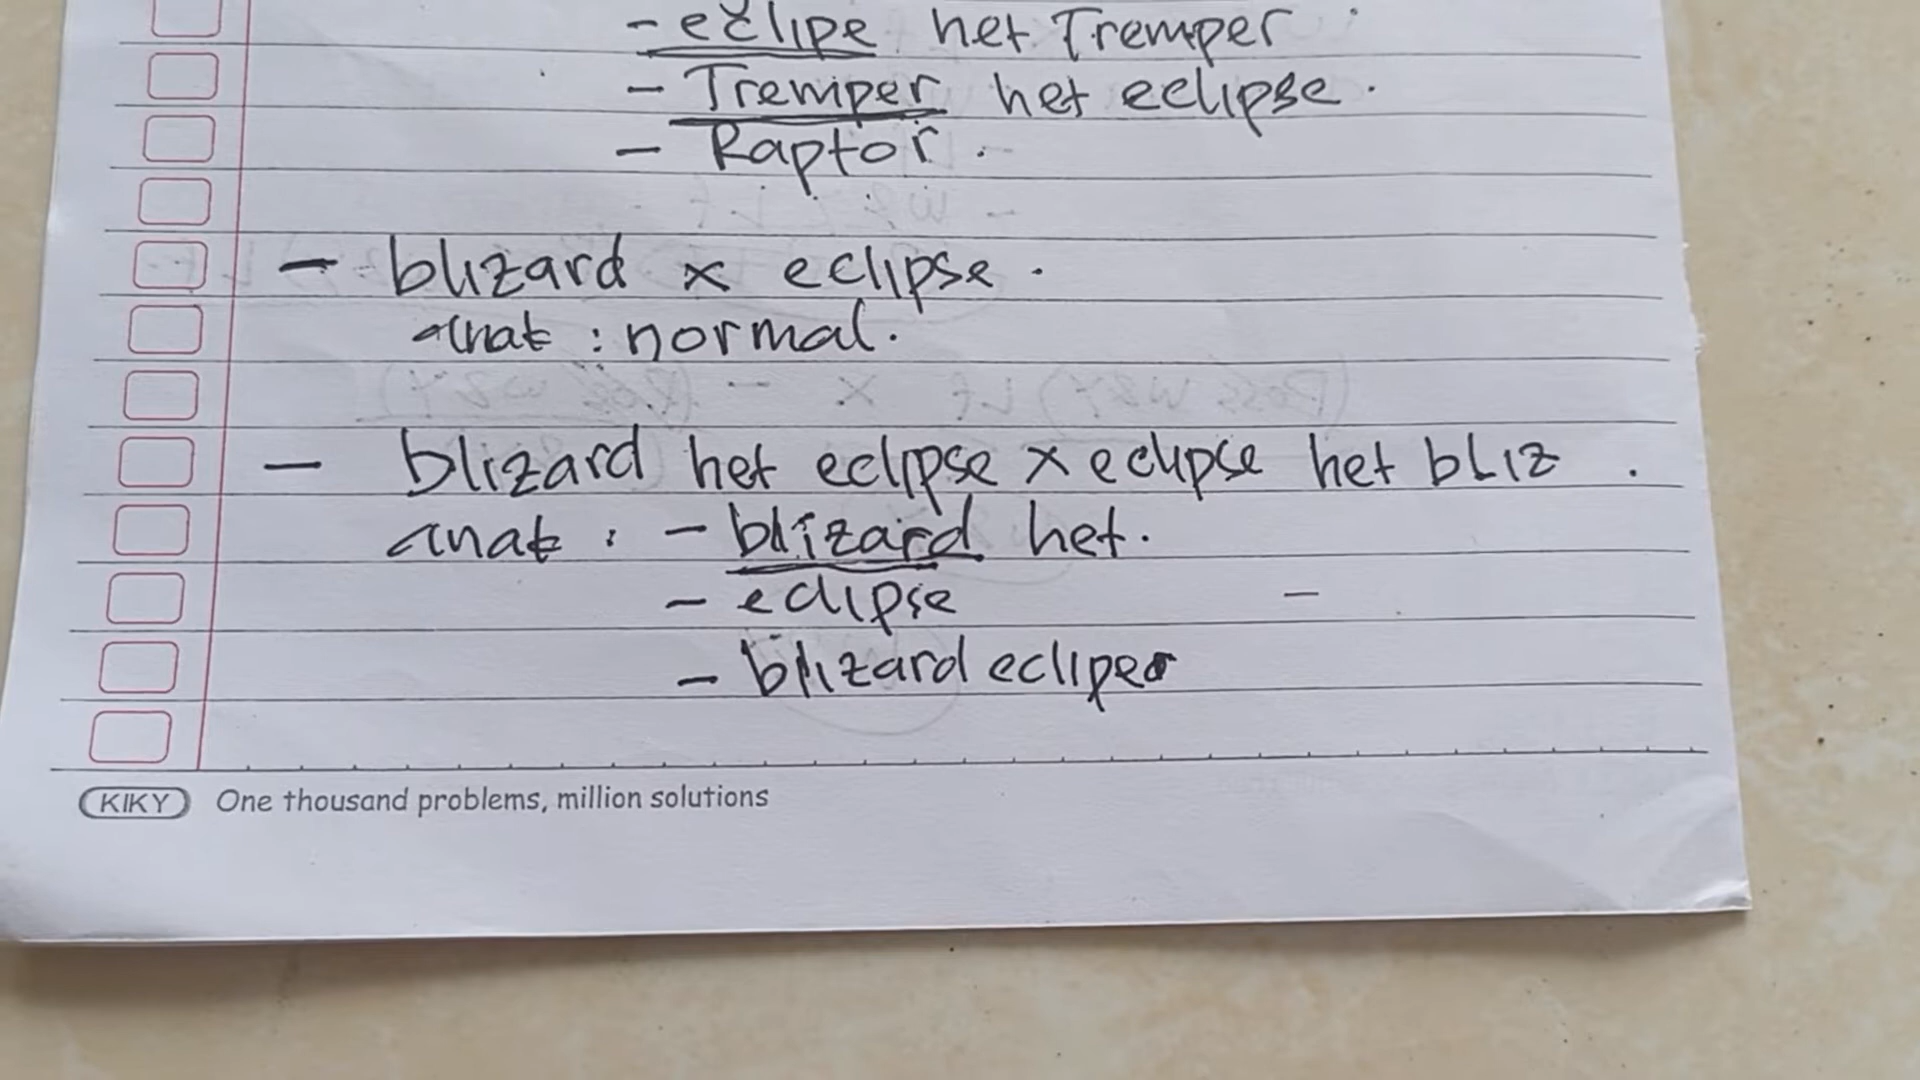 - eclipe het Tremper
- Tremper het eclipse.
- Raptor.
- blizard x eclipse.
anak : normal.
- blizard het eclipse x eclipse het bliz.
anak : - blizard het.
- eclipse -
- blizard eclipe
KIKY One thousand problems, million solutions